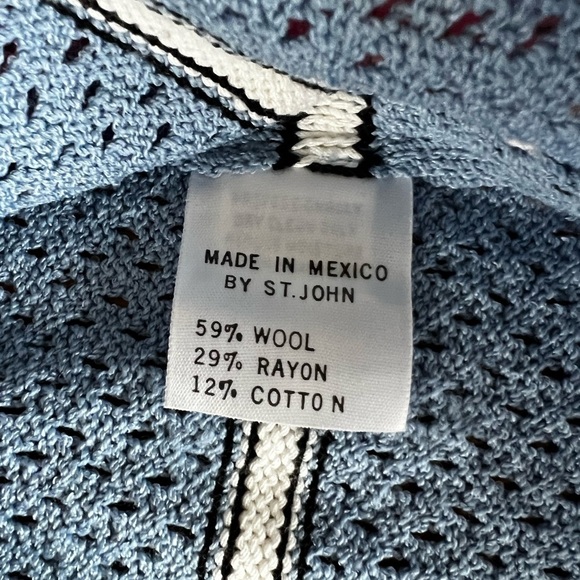 MADE IN MEXICO
BY ST.JOHN
59% WOOL
29% RAYON
12% COTTON